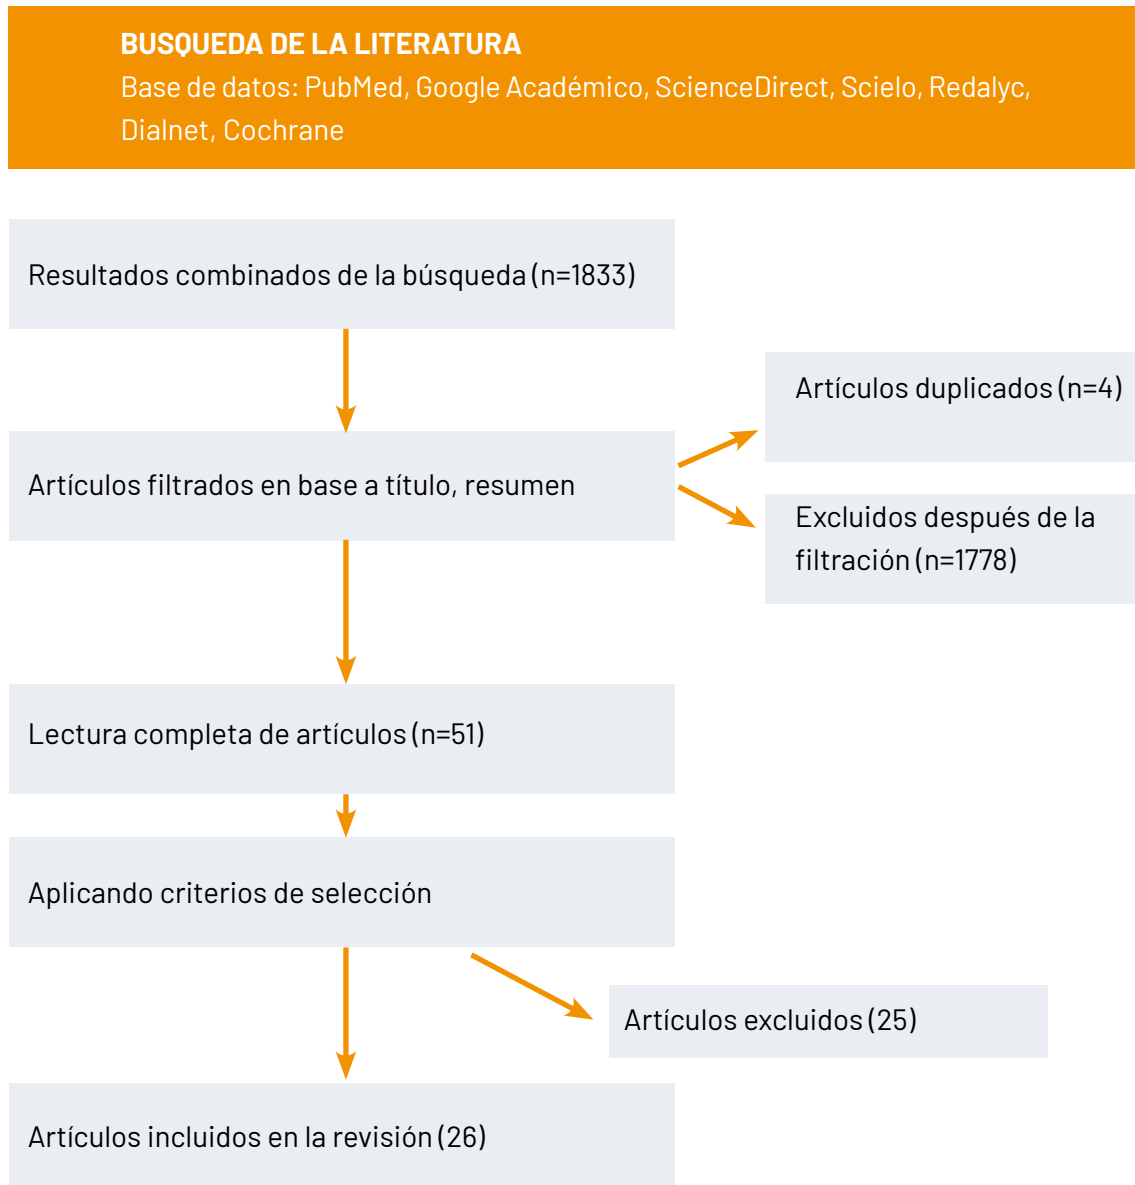 BUSQUEDA DE LA LITERATURA
Base de datos: PubMed, Google Académico, ScienceDirect, Scielo, Redalyc,
Dialnet, Cochrane
Resultados combinados de la búsqueda (n=1833)
Artículos duplicados (n=4)
Artículos filtrados en base a título, resumen
Excluidos después de la
filtración (n=1778)
Lectura completa de artículos (n=51)
Aplicando criterios de selección
Artículos excluidos (25)
Artículos incluidos en la revisión (26)